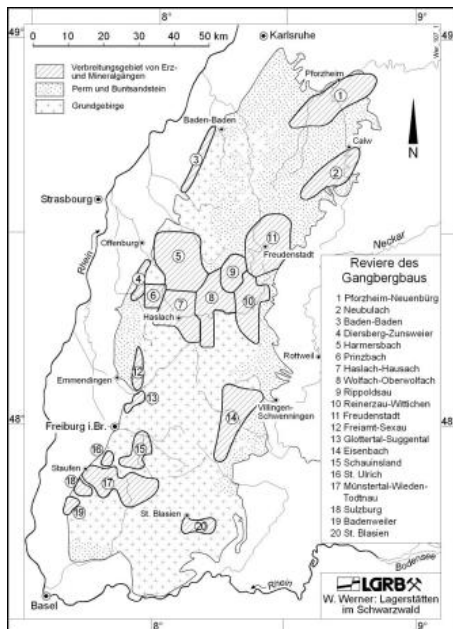 8°
9°
49°
49°
0 10 20 30 40 50 km
Karlsruhe
Wer_107_1
Verbreitungsgebiet von Erz-
und Mineralgängen
Perm und Buntsandstein
Grundgebirge
Pforzheim
1
N
Baden-Baden
3
Calw
2
Strasbourg
Rhein
Offenburg
5
11
Freudenstadt
Neckar
4
6
9
7
8
10
Haslach
Rottweil
12
Emmendingen
13
48°
48°
Villingen-
Schwenningen
14
Freiburg i.Br.
15
16
Staufen
18
17
19
St. Blasien
20
Basel
Rhein
Bodensee
8°
9°
Reviere des
Gangbergbaus
1 Pforzheim-Neuenbürg
2 Neubulach
3 Baden-Baden
4 Diersberg-Zunsweier
5 Harmersbach
6 Prinzbach
7 Haslach-Hausach
8 Wolfach-Oberwolfach
9 Rippoldsau
10 Reinerzau-Wittichen
11 Freudenstadt
12 Freiamt-Sexau
13 Glottertal-Suggental
14 Eisenbach
15 Schauinsland
16 St. Ulrich
17 Münstertal-Wieden-
Todtnau
18 Sulzburg
19 Badenweiler
20 St. Blasien
LGRB
W. Werner: Lagerstätten
im Schwarzwald